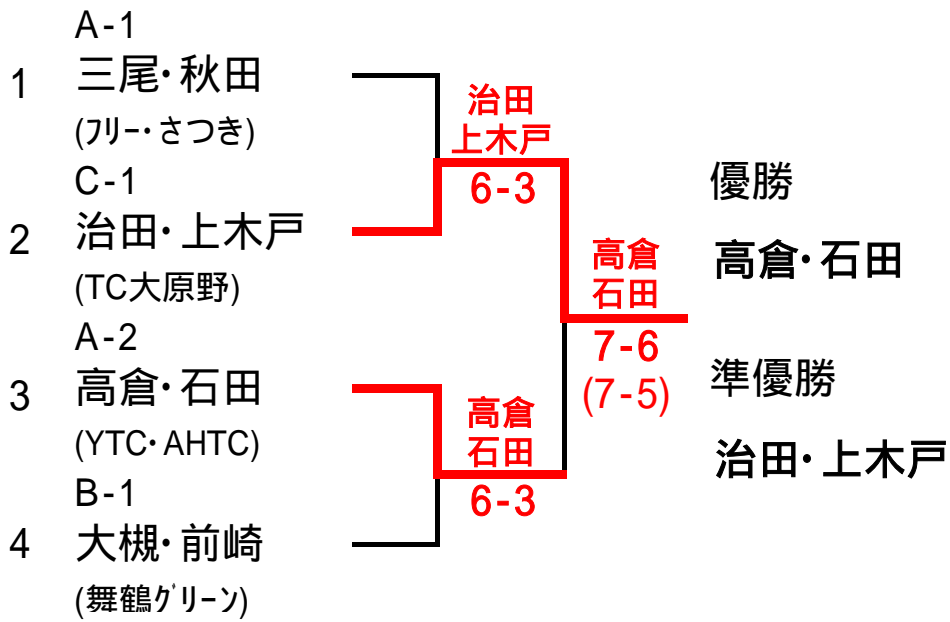 A-1
1 三尾・秋田
(ﾌﾘｰ・さつき)
C-1
2 治田・上木戸
(TC大原野)
A-2
3 高倉・石田
(YTC・AHTC)
B-1
4 大槻・前崎
(舞鶴ｸﾞﾘｰﾝ)
治田
上木戸
6-3
高倉
石田
6-3
高倉
石田
7-6
(7-5)
優勝
高倉・石田
準優勝
治田・上木戸